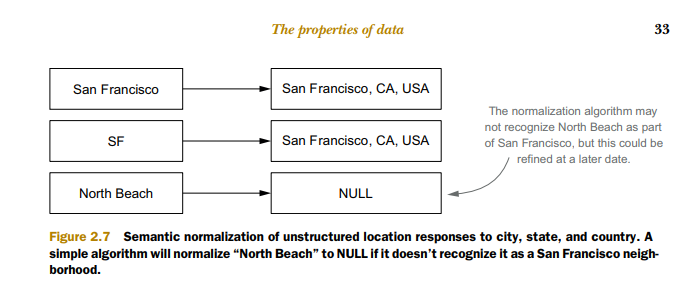 The properties of data 33
San Francisco San Francisco, CA, USA
SF San Francisco, CA, USA
North Beach NULL
The normalization algorithm may
not recognize North Beach as part
of San Francisco, but this could be
refined at a later date.
Figure 2.7 Semantic normalization of unstructured location responses to city, state, and country. A
simple algorithm will normalize “North Beach” to NULL if it doesn’t recognize it as a San Francisco neigh-
borhood.